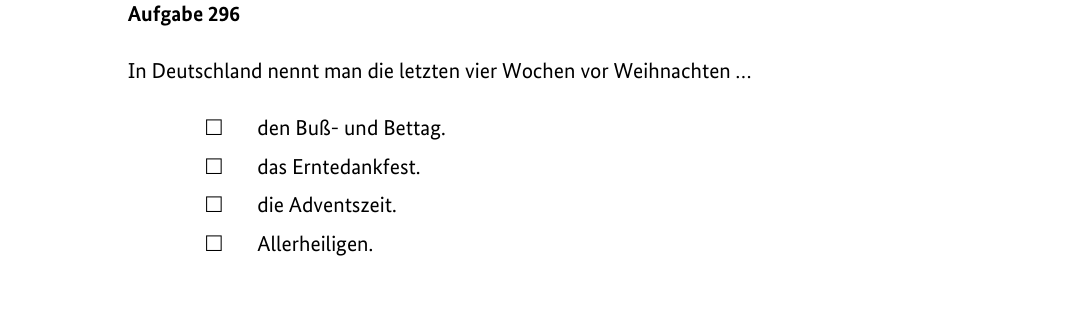 Aufgabe 296
In Deutschland nennt man die letzten vier Wochen vor Weihnachten …
☐ den Buß- und Bettag.
☐ das Erntedankfest.
☐ die Adventszeit.
☐ Allerheiligen.